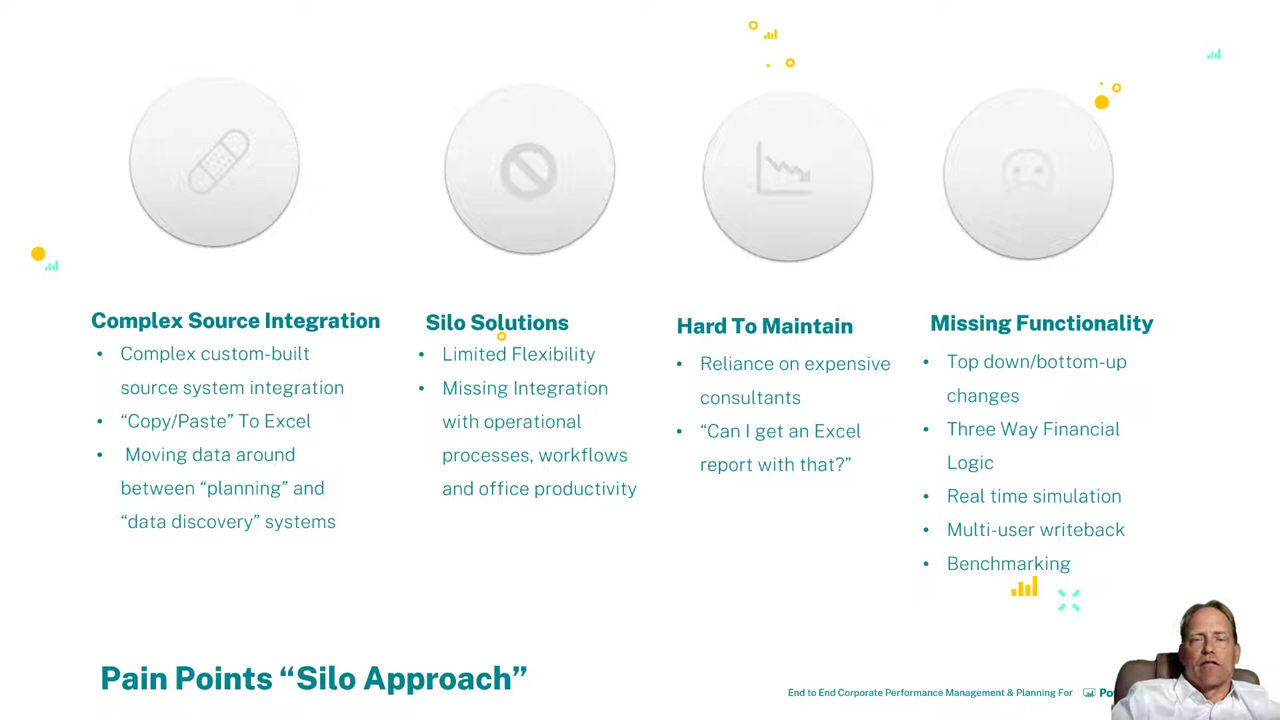 Complex Source Integration
• Complex custom-built
source system integration
• “Copy/Paste” To Excel
• Moving data around
between “planning” and
“data discovery” systems
Silo Solutions
• Limited Flexibility
• Missing Integration
with operational
processes, workflows
and office productivity
Hard To Maintain
• Reliance on expensive
consultants
• “Can I get an Excel
report with that?”
Missing Functionality
• Top down/bottom-up
changes
• Three Way Financial
Logic
• Real time simulation
• Multi-user writeback
• Benchmarking
Pain Points “Silo Approach”
End to End Corporate Performance Management & Planning For